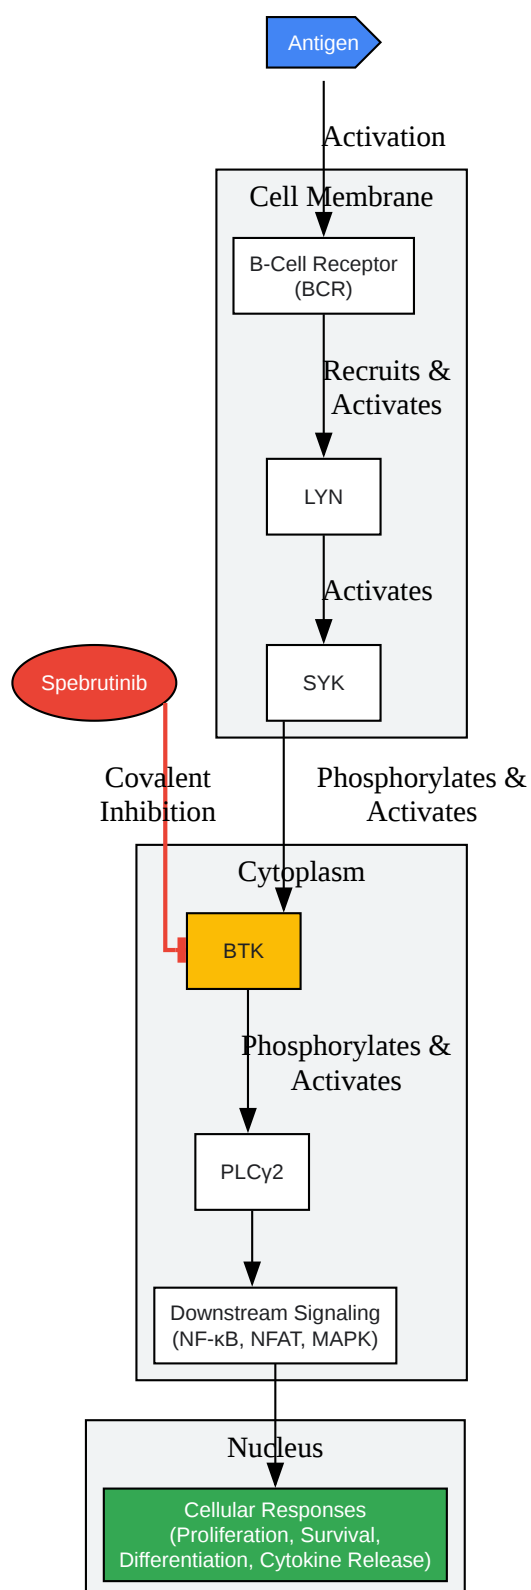 Antigen
Activation
Cell Membrane
B-Cell Receptor
(BCR)
Recruits &
Activates
LYN
Activates
SYK
Spebrutinib
Covalent
Inhibition
Phosphorylates &
Activates
Cytoplasm
BTK
Phosphorylates &
Activates
PLCγ2
Downstream Signaling
(NF-κB, NFAT, MAPK)
Nucleus
Cellular Responses
(Proliferation, Survival,
Differentiation, Cytokine Release)